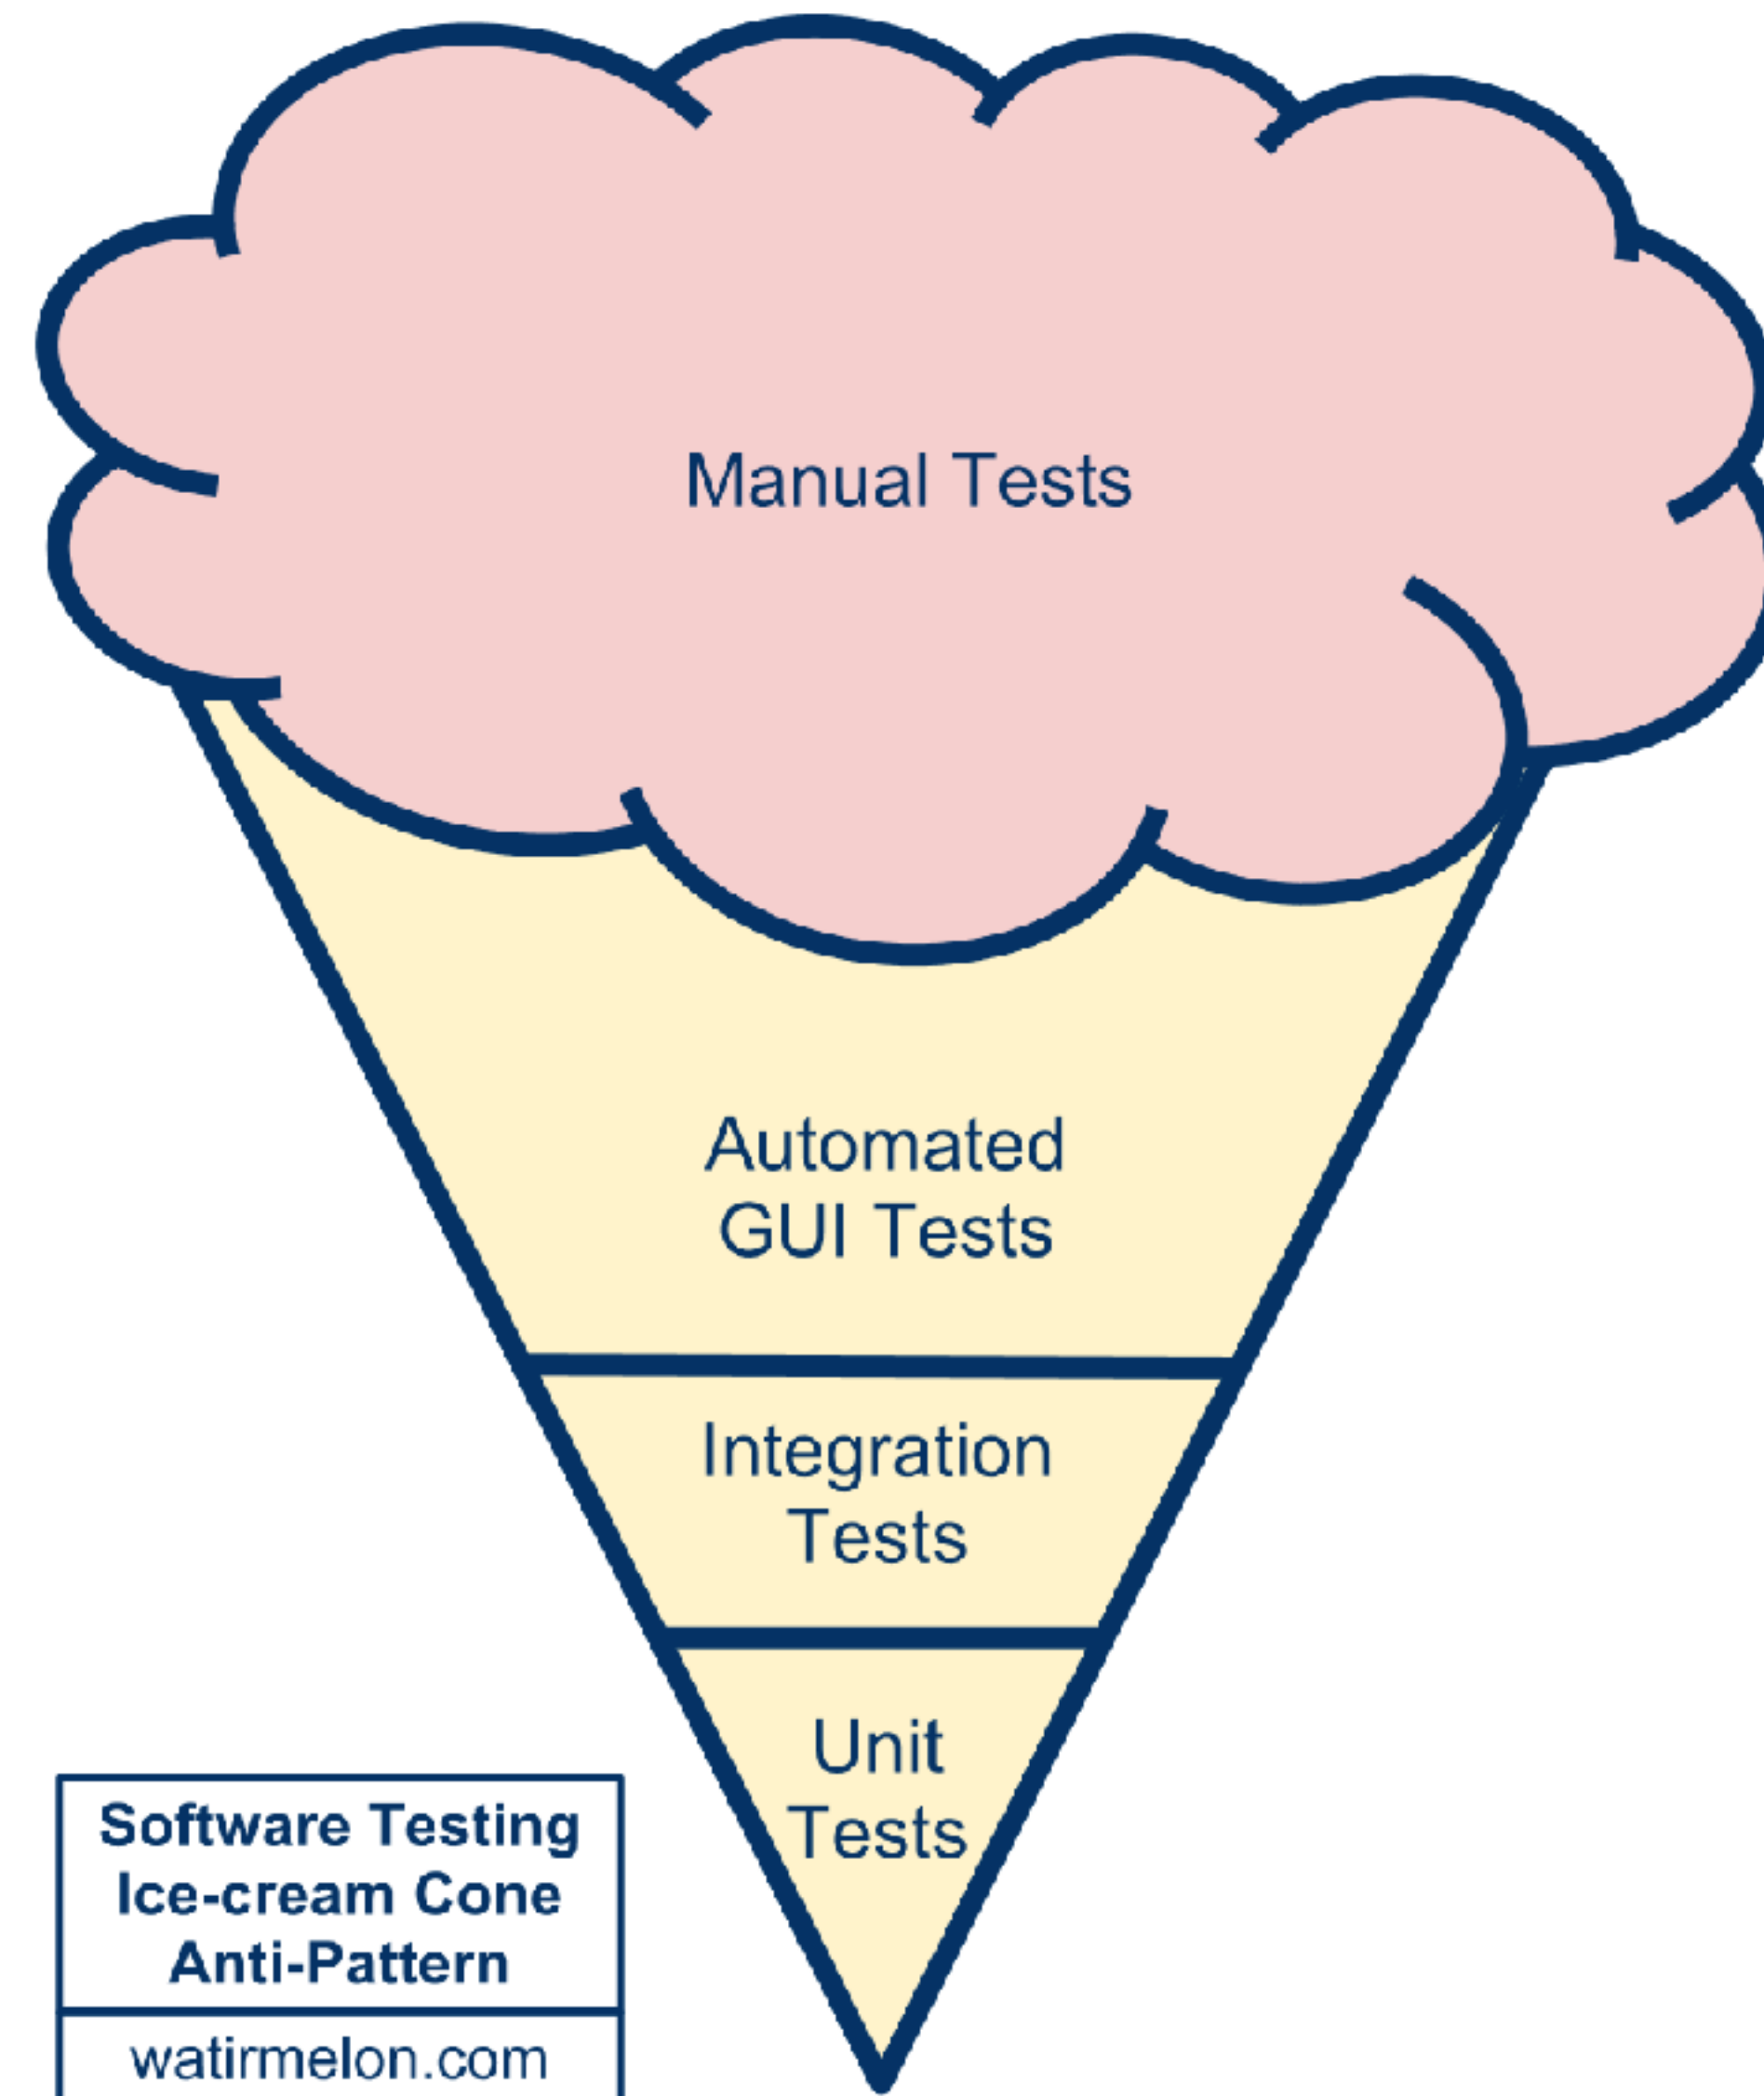 Manual Tests
Automated
GUI Tests
Integration
Tests
Unit
Tests
Software Testing
Ice-cream Cone
Anti-Pattern
watirmelon.com